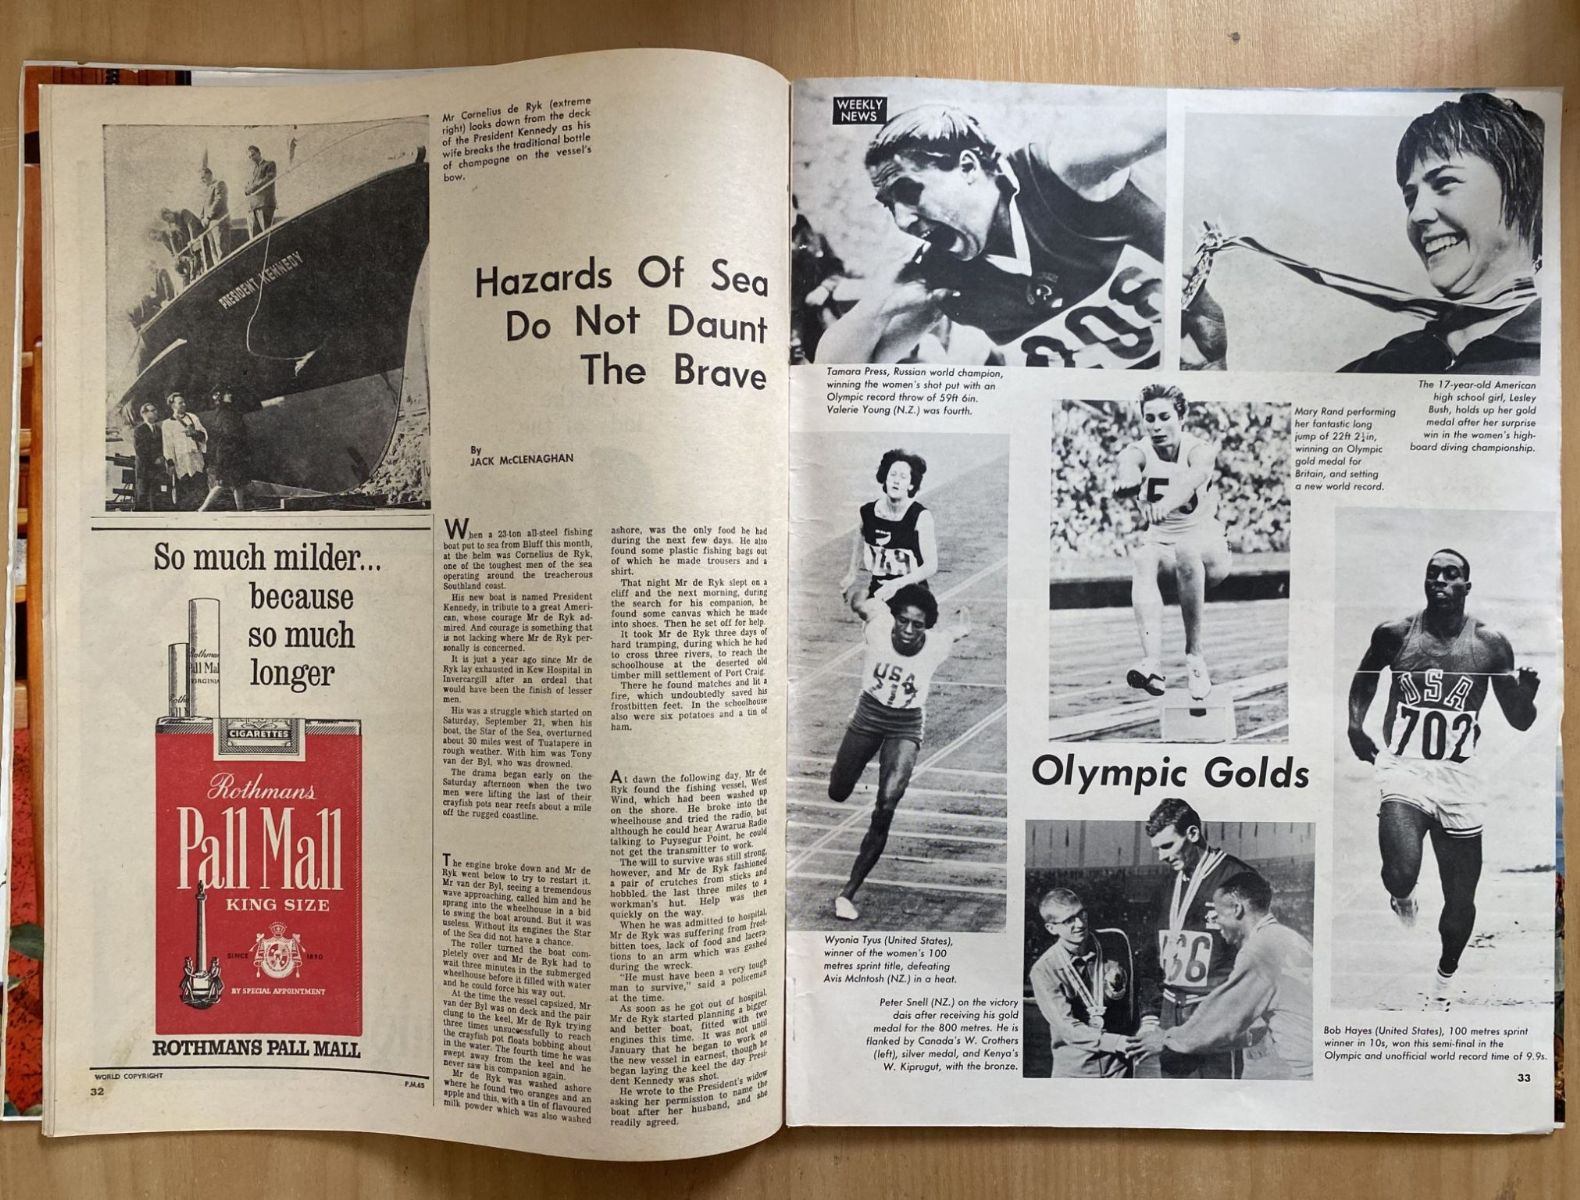 Mr Cornelius de Ryk (extreme
right) looks down from the deck
of the President Kennedy as his
wife breaks the traditional bottle
of champagne on the vessel's
bow.
PRESIDENT KENNEDY
Hazards Of Sea
Do Not Daunt
The Brave
By
JACK McCLENAGHAN
When a 23-ton all-steel fishing
boat put to sea from Bluff this month,
at the helm was Cornelius de Ryk,
one of the toughest men of the sea
operating around the treacherous
Southland coast.
His new boat is named President
Kennedy, in tribute to a great Ameri-
can, whose courage Mr de Ryk ad-
mired. And courage is something that
is not lacking where Mr de Ryk per-
sonally is concerned.
It is just a year ago since Mr de
Ryk lay exhausted in Kew Hospital in
Invercargill after an ordeal that
would have been the finish of lesser
men.
His was a struggle which started on
Saturday, September 21, when his
boat, the Star of the Sea, overturned
about 30 miles west of Tuatapere in
rough weather. With him was Tony
van der Byl, who was drowned.
The drama began early on the
Saturday afternoon when the two
men were lifting the last of their
crayfish pots near reefs about a mile
off the rugged coastline.
The engine broke down and Mr de
Ryk went below to try to restart it.
Mr van der Byl, seeing a tremendous
wave approaching, called him and he
sprang into the wheelhouse in a bid
to swing the boat around. But it was
useless. Without its engines the Star
of the Sea did not have a chance.
The roller turned the boat com-
pletely over and Mr de Ryk had to
wait three minutes in the submerged
wheelhouse before it filled with water
and he could force his way out.
At the time the vessel capsized, Mr
van der Byl was on deck and the pair
clung to the keel, Mr de Ryk trying
three times unsuccessfully to reach
the crayfish pot floats bobbing about
in the water. The fourth time he was
swept away from the keel and he
never saw his companion again.
Mr de Ryk was washed ashore
where he found two oranges and an
apple and this, with a tin of flavoured
milk powder which was also washed
ashore, was the only food he had
during the next few days. He also
found some plastic fishing bags out
of which he made trousers and a
shirt.
That night Mr de Ryk slept on a
cliff and the next morning, during
the search for his companion, he
found some canvas which he made
into shoes. Then he set off for help.
It took Mr de Ryk three days of
hard tramping, during which he had
to cross three rivers, to reach the
schoolhouse at the deserted old
timber mill settlement of Port Craig.
There he found matches and lit a
fire, which undoubtedly saved his
frostbitten feet. In the schoolhouse
also were six potatoes and a tin of
ham.
At dawn the following day, Mr de
Ryk found the fishing vessel, West
Wind, which had been washed up
on the shore. He broke into the
wheelhouse and tried the radio, but
although he could hear Awarua Radio
talking to Puysegur Point, he could
not get the transmitter to work.
The will to survive was still strong,
however, and Mr de Ryk fashioned
a pair of crutches from sticks and
hobbled the last three miles to a
workman's hut. Help was then
quickly on the way.
When he was admitted to hospital,
Mr de Ryk was suffering from frost-
bitten toes, lack of food and lacera-
tions to an arm which was gashed
during the wreck.
"He must have been a very tough
man to survive," said a policeman
at the time.
As soon as he got out of hospital,
Mr de Ryk started planning a bigger
and better boat, fitted with two
engines this time. It was not until
January that he began to work on
the new vessel in earnest, though he
began laying the keel the day Presi-
dent Kennedy was shot.
He wrote to the President's widow
asking her permission to name the
boat after her husband, and she
readily agreed.
So much milder...
because
so much
longer
CIGARETTES
Rothmans
Pall Mall
KING SIZE
SINCE 1890
BY SPECIAL APPOINTMENT
ROTHMANS PALL MALL
WORLD COPYRIGHT
P.M.65
32
WEEKLY
NEWS
Tamara Press, Russian world champion,
winning the women's shot put with an
Olympic record throw of 59ft 6in.
Valerie Young (N.Z.) was fourth.
The 17-year-old American
high school girl, Lesley
Bush, holds up her gold
medal after her surprise
win in the women's high-
board diving championship.
Mary Rand performing
her fantastic long
jump of 22ft 2¼in,
winning an Olympic
gold medal for
Britain, and setting
a new world record.
USA
USA
702
Olympic Golds
Wyonia Tyus (United States),
winner of the women's 100
metres sprint title, defeating
Avis McIntosh (NZ.) in a heat.
466
Peter Snell (NZ.) on the victory
dais after receiving his gold
medal for the 800 metres. He is
flanked by Canada's W. Crothers
(left), silver medal, and Kenya's
W. Kiprugut, with the bronze.
Bob Hayes (United States), 100 metres sprint
winner in 10s, won this semi-final in the
Olympic and unofficial world record time of 9.9s.
33